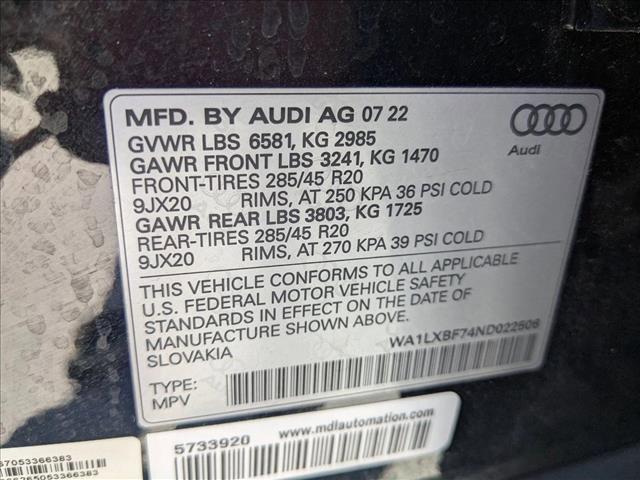 MFD. BY AUDI AG 07 22
GVWR LBS 6581, KG 2985
GAWR FRONT LBS 3241, KG 1470
FRONT-TIRES 285/45 R20
9JX20 RIMS, AT 250 KPA 36 PSI COLD
GAWR REAR LBS 3803, KG 1725
REAR-TIRES 285/45 R20
9JX20 RIMS, AT 270 KPA 39 PSI COLD
Audi
THIS VEHICLE CONFORMS TO ALL APPLICABLE
U.S. FEDERAL MOTOR VEHICLE SAFETY
STANDARDS IN EFFECT ON THE DATE OF
MANUFACTURE SHOWN ABOVE.
SLOVAKIA
WA1LXBF74ND022506
TYPE:
MPV
5733920 www.mdlautomation.com